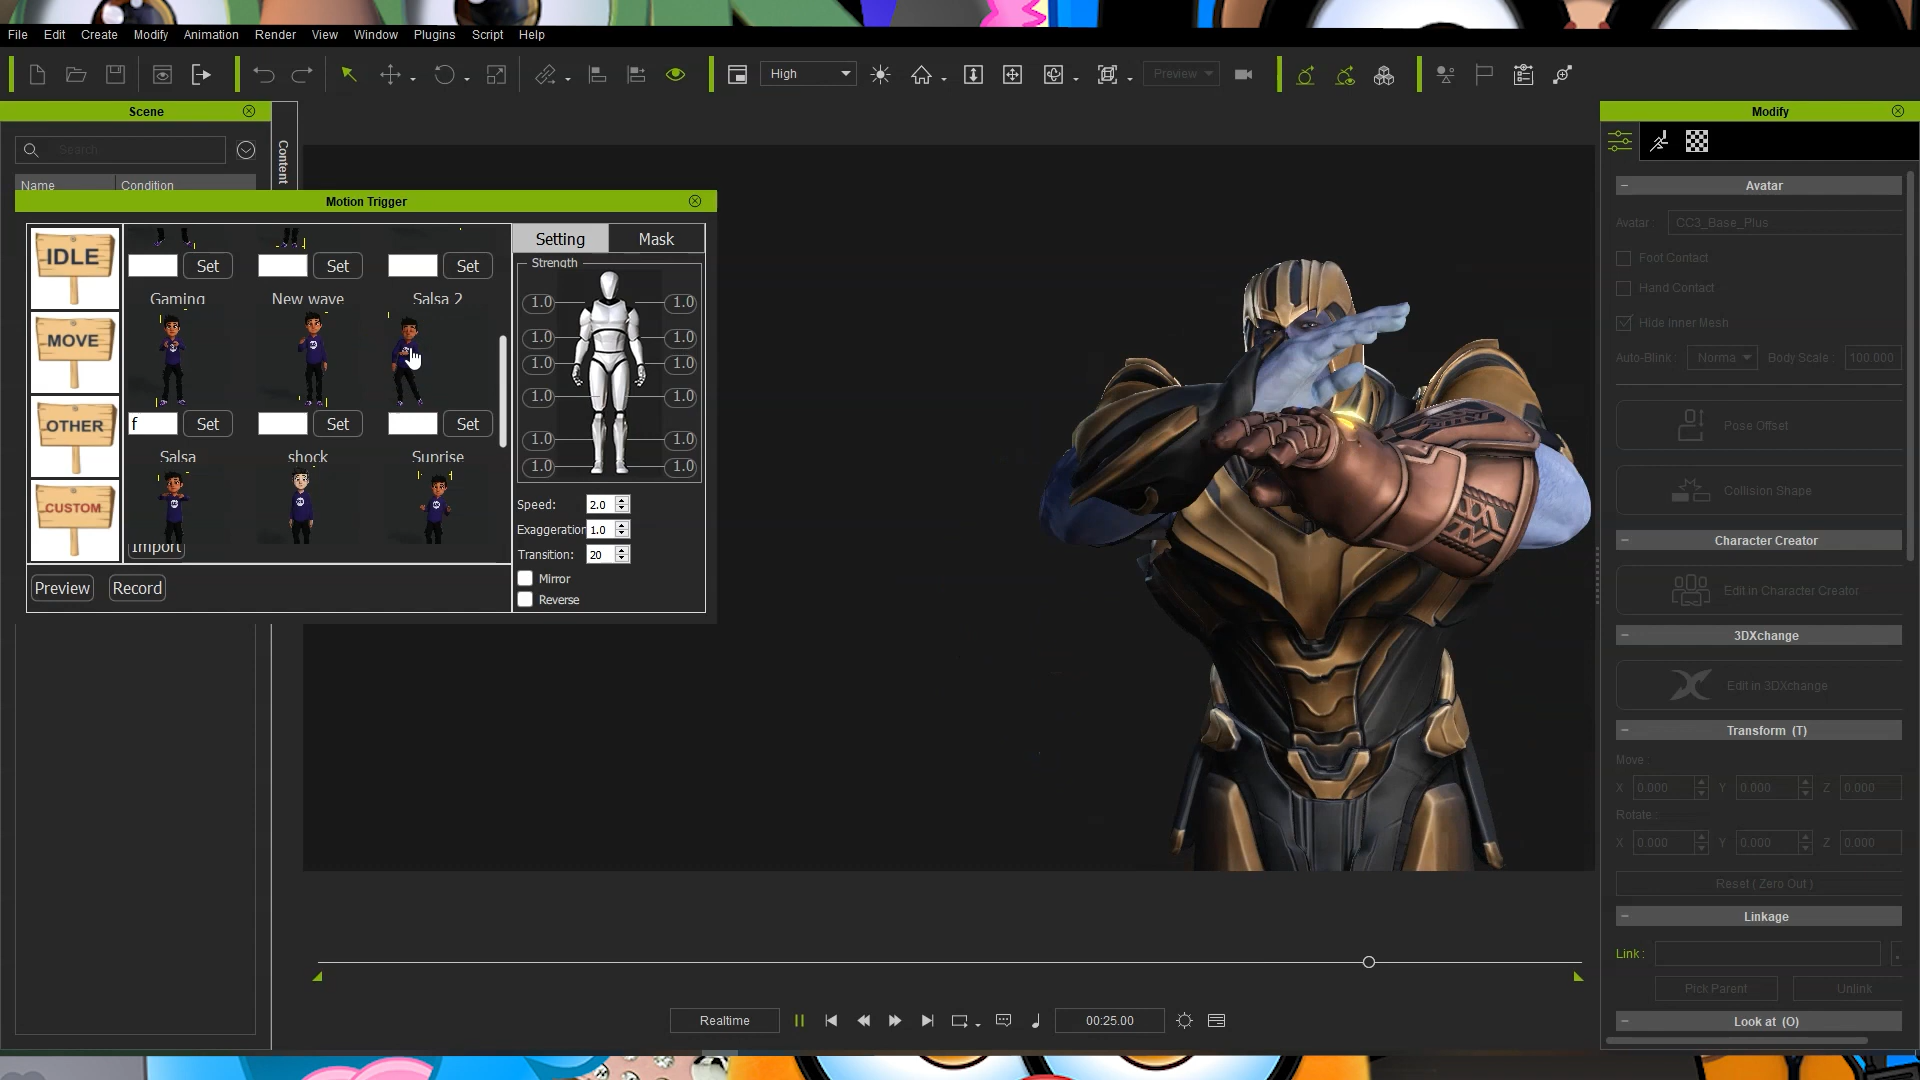 File Edit Create Modify Animation Render View Window Plugins Script Help
High
Preview
Scene
Search
Name Condition
Content
Motion Trigger
IDLE
MOVE
OTHER
CUSTOM
Set Set Set
Gaming New wave Salsa 2
f Set Set Set
Salsa shock Suprise
Import
Preview Record
Setting Mask
Strength
1.0 1.0
1.0 1.0
1.0 1.0
1.0 1.0
1.0 1.0
1.0 1.0
Speed: 2.0
Exaggeration 1.0
Transition: 20
Mirror
Reverse
Modify
Avatar
Avatar : CC3_Base_Plus
Foot Contact
Hand Contact
Hide Inner Mesh
Auto-Blink : Norma Body Scale : 100.000
Pose Offset
Collision Shape
Character Creator
Edit in Character Creator
3DXchange
Edit in 3DXchange
Transform (T)
Move :
X 0.000 Y 0.000 Z 0.000
Rotate :
X 0.000 Y 0.000 Z 0.000
Reset ( Zero Out )
Linkage
Link :
Pick Parent Unlink
Look at (O)
Realtime 00:25.00